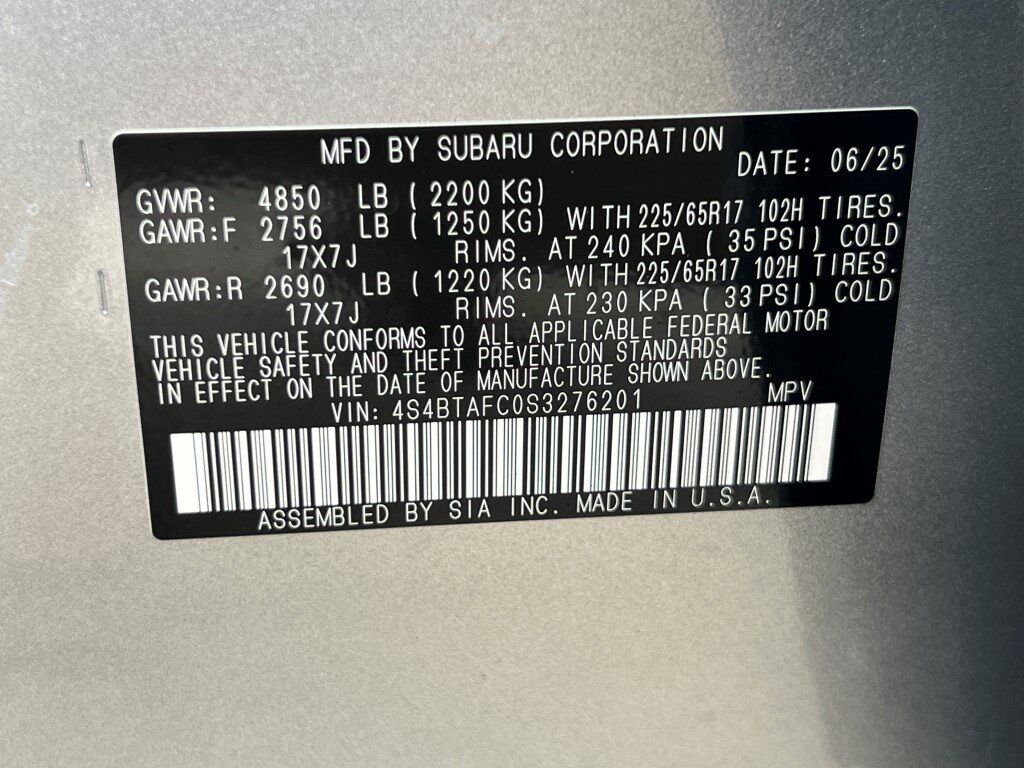 MFD BY SUBARU CORPORATION
DATE: 06/25
GVWR: 4850 LB ( 2200 KG)
GAWR:F 2756 LB ( 1250 KG) WITH 225/65R17 102H TIRES.
17X7J RIMS. AT 240 KPA ( 35 PSI) COLD
GAWR:R 2690 LB ( 1220 KG) WITH 225/65R17 102H TIRES.
17X7J RIMS. AT 230 KPA ( 33 PSI) COLD
THIS VEHICLE CONFORMS TO ALL APPLICABLE FEDERAL MOTOR
VEHICLE SAFETY AND THEFT PREVENTION STANDARDS
IN EFFECT ON THE DATE OF MANUFACTURE SHOWN ABOVE.
VIN: 4S4BTAFC0S3276201 MPV
ASSEMBLED BY SIA INC. MADE IN U.S.A.